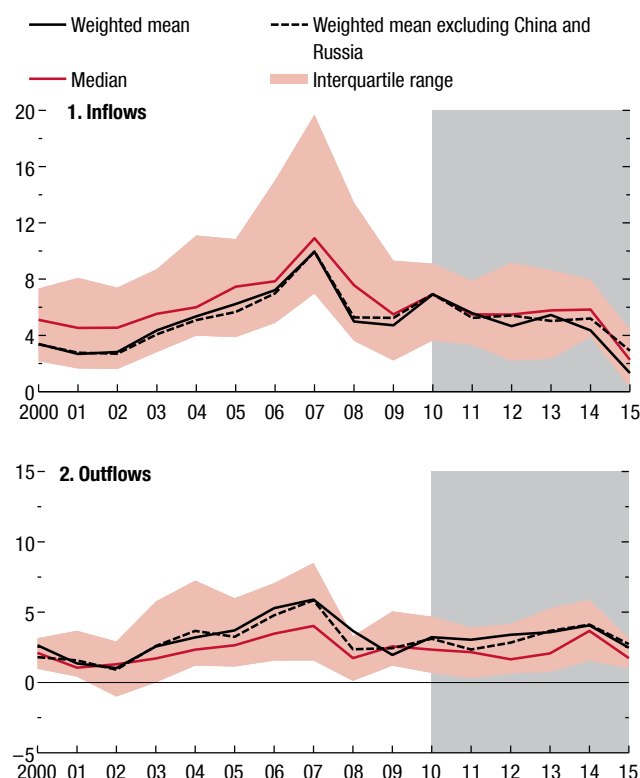 Weighted mean
Weighted mean excluding China and
Russia
Median
Interquartile range
1. Inflows
20
16
12
8
4
0
2000 01 02 03 04 05 06 07 08 09 10 11 12 13 14 15
2. Outflows
15
10
5
0
–5
2000 01 02 03 04 05 06 07 08 09 10 11 12 13 14 15